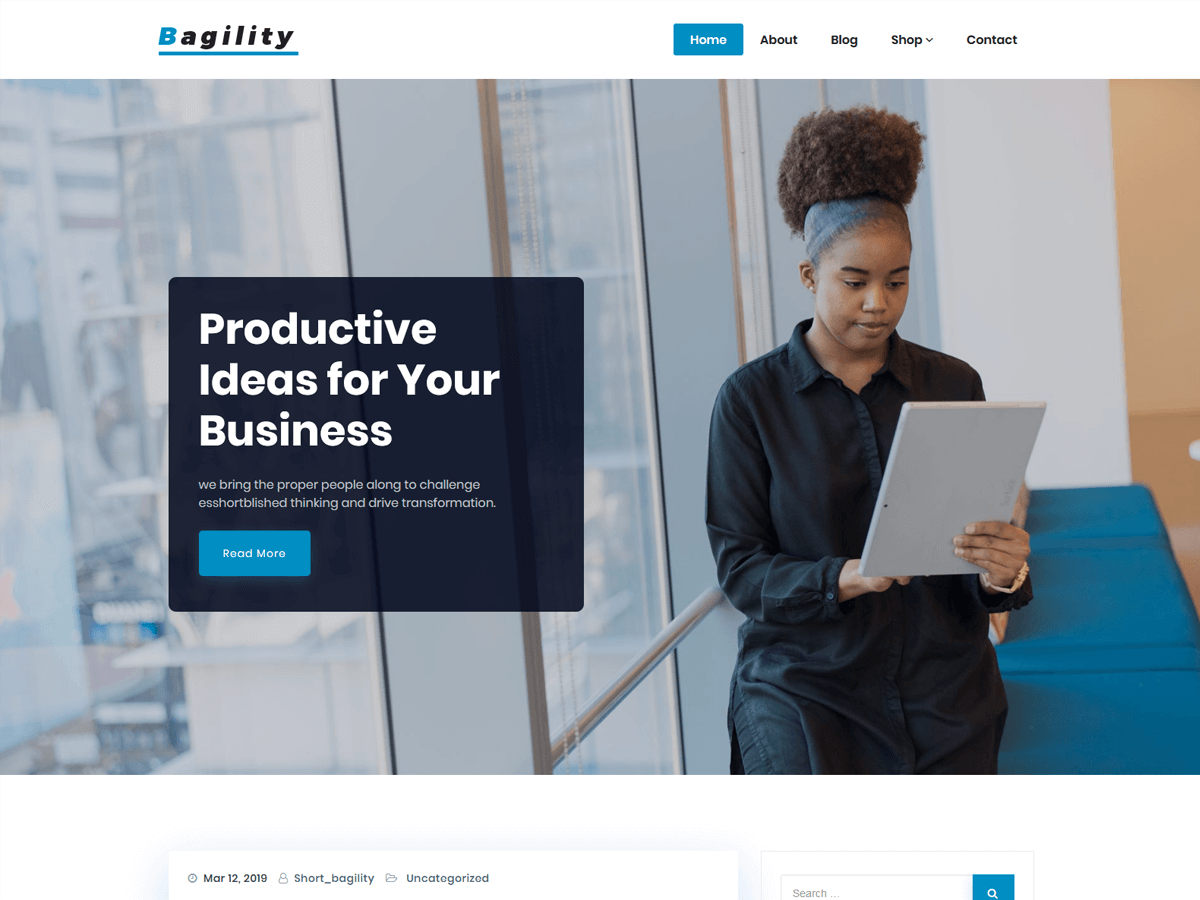 Bagility
Home About Blog Shop Contact
Productive
Ideas for Your
Business
we bring the proper people along to challenge
esshortblished thinking and drive transformation.
Read More
Mar 12, 2019 Short_bagility Uncategorized
Search ...